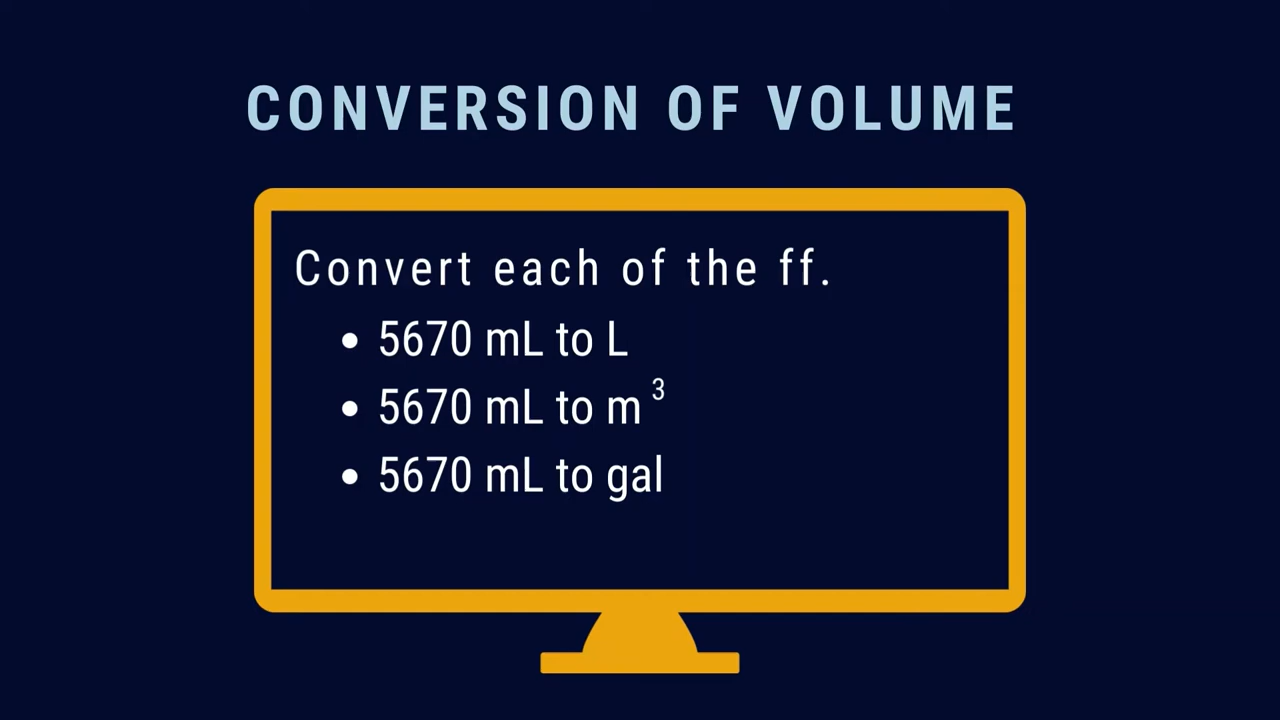 CONVERSION OF VOLUME
Convert each of the ff.
• 5670 mL to L
• 5670 mL to m³
• 5670 mL to gal